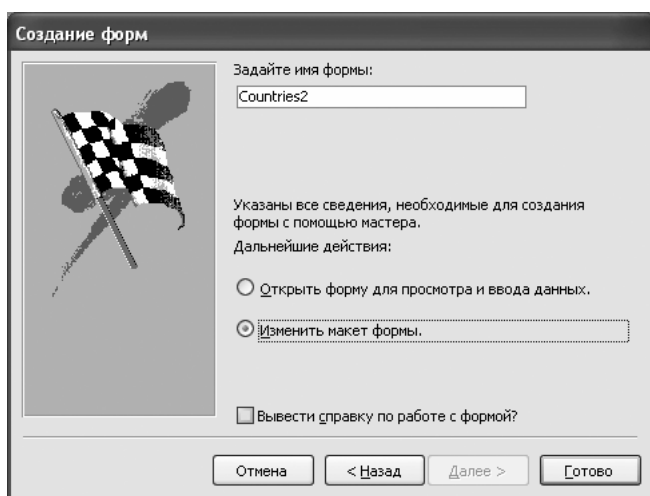 Создание форм
Задайте имя формы:
Countries2
Указаны все сведения, необходимые для создания
формы с помощью мастера.
Дальнейшие действия:
Открыть форму для просмотра и ввода данных.
Изменить макет формы.
Вывести справку по работе с формой?
Отмена
< Назад
Далее >
Готово